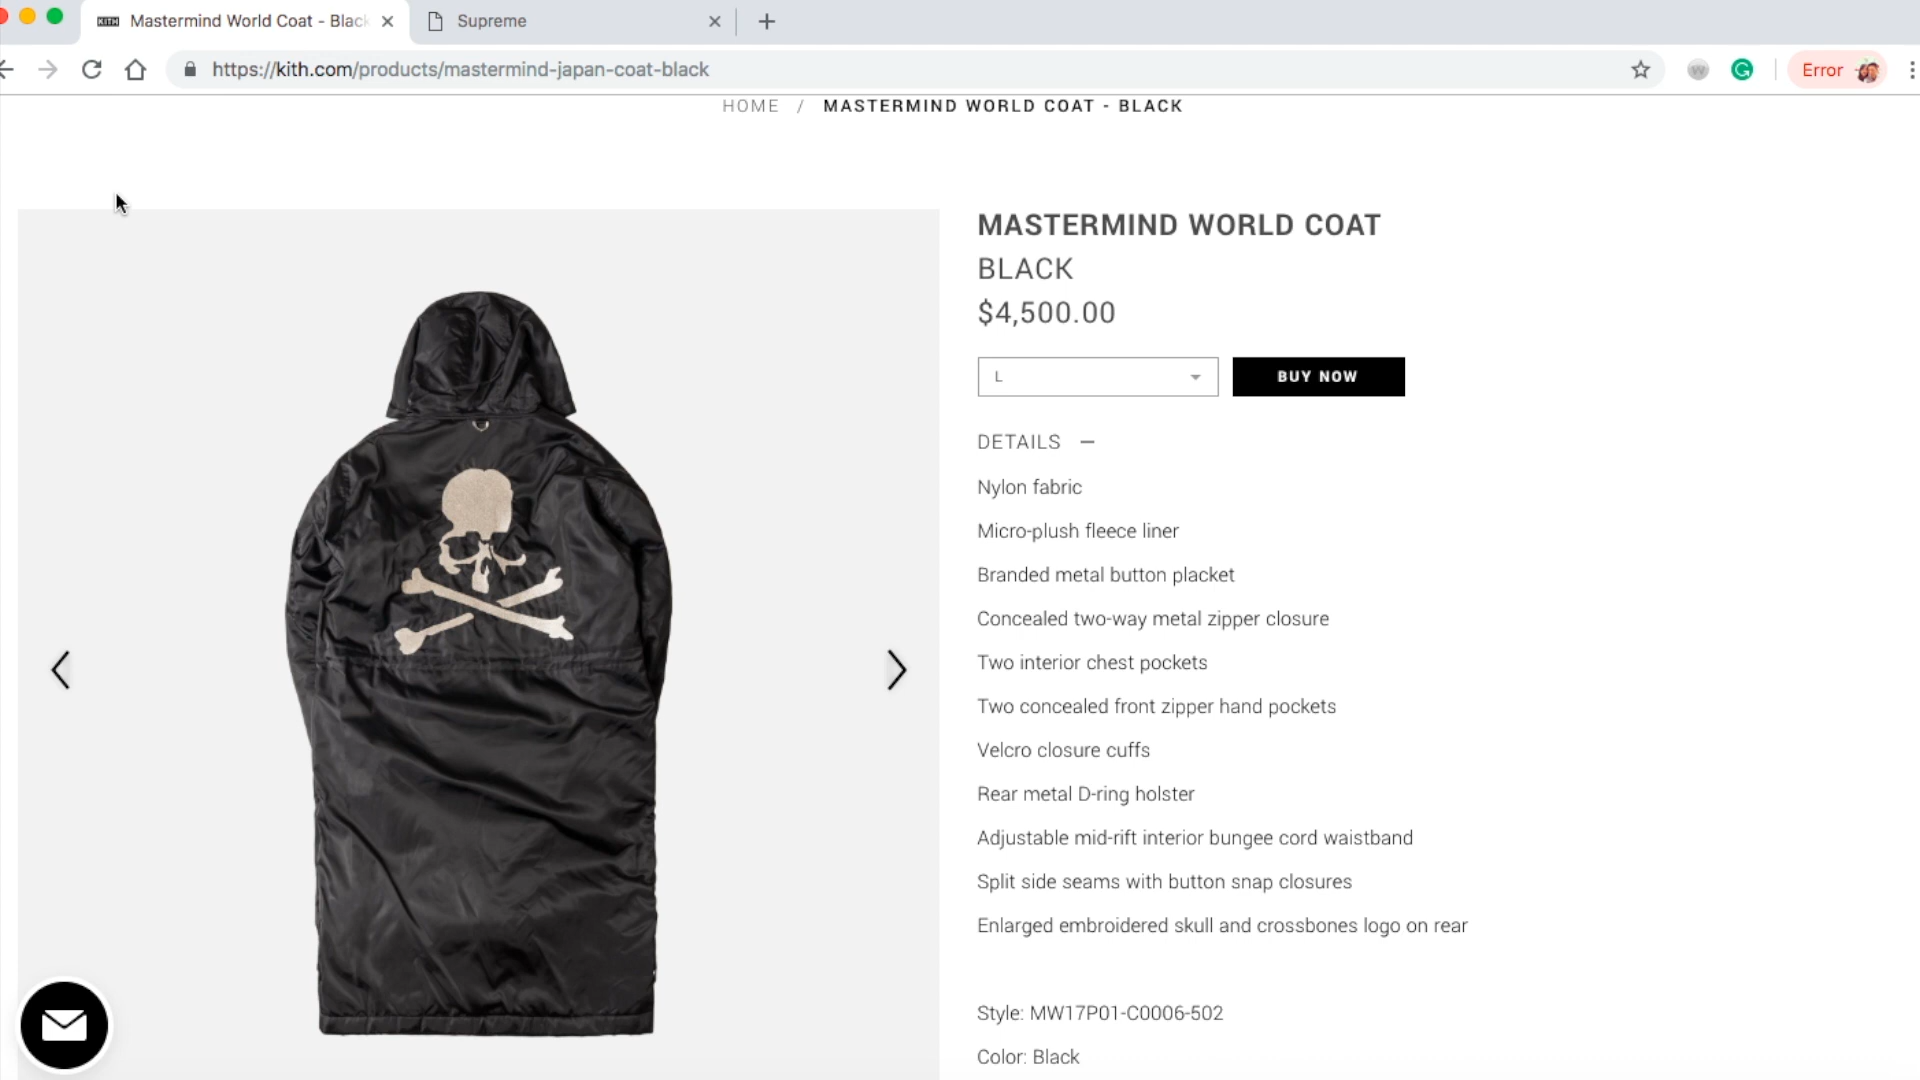 KITH Mastermind World Coat - Black
Supreme
https://kith.com/products/mastermind-japan-coat-black
Error
HOME / MASTERMIND WORLD COAT - BLACK
MASTERMIND WORLD COAT
BLACK
$4,500.00
L
BUY NOW
DETAILS
Nylon fabric
Micro-plush fleece liner
Branded metal button placket
Concealed two-way metal zipper closure
Two interior chest pockets
Two concealed front zipper hand pockets
Velcro closure cuffs
Rear metal D-ring holster
Adjustable mid-rift interior bungee cord waistband
Split side seams with button snap closures
Enlarged embroidered skull and crossbones logo on rear
Style: MW17P01-C0006-502
Color: Black